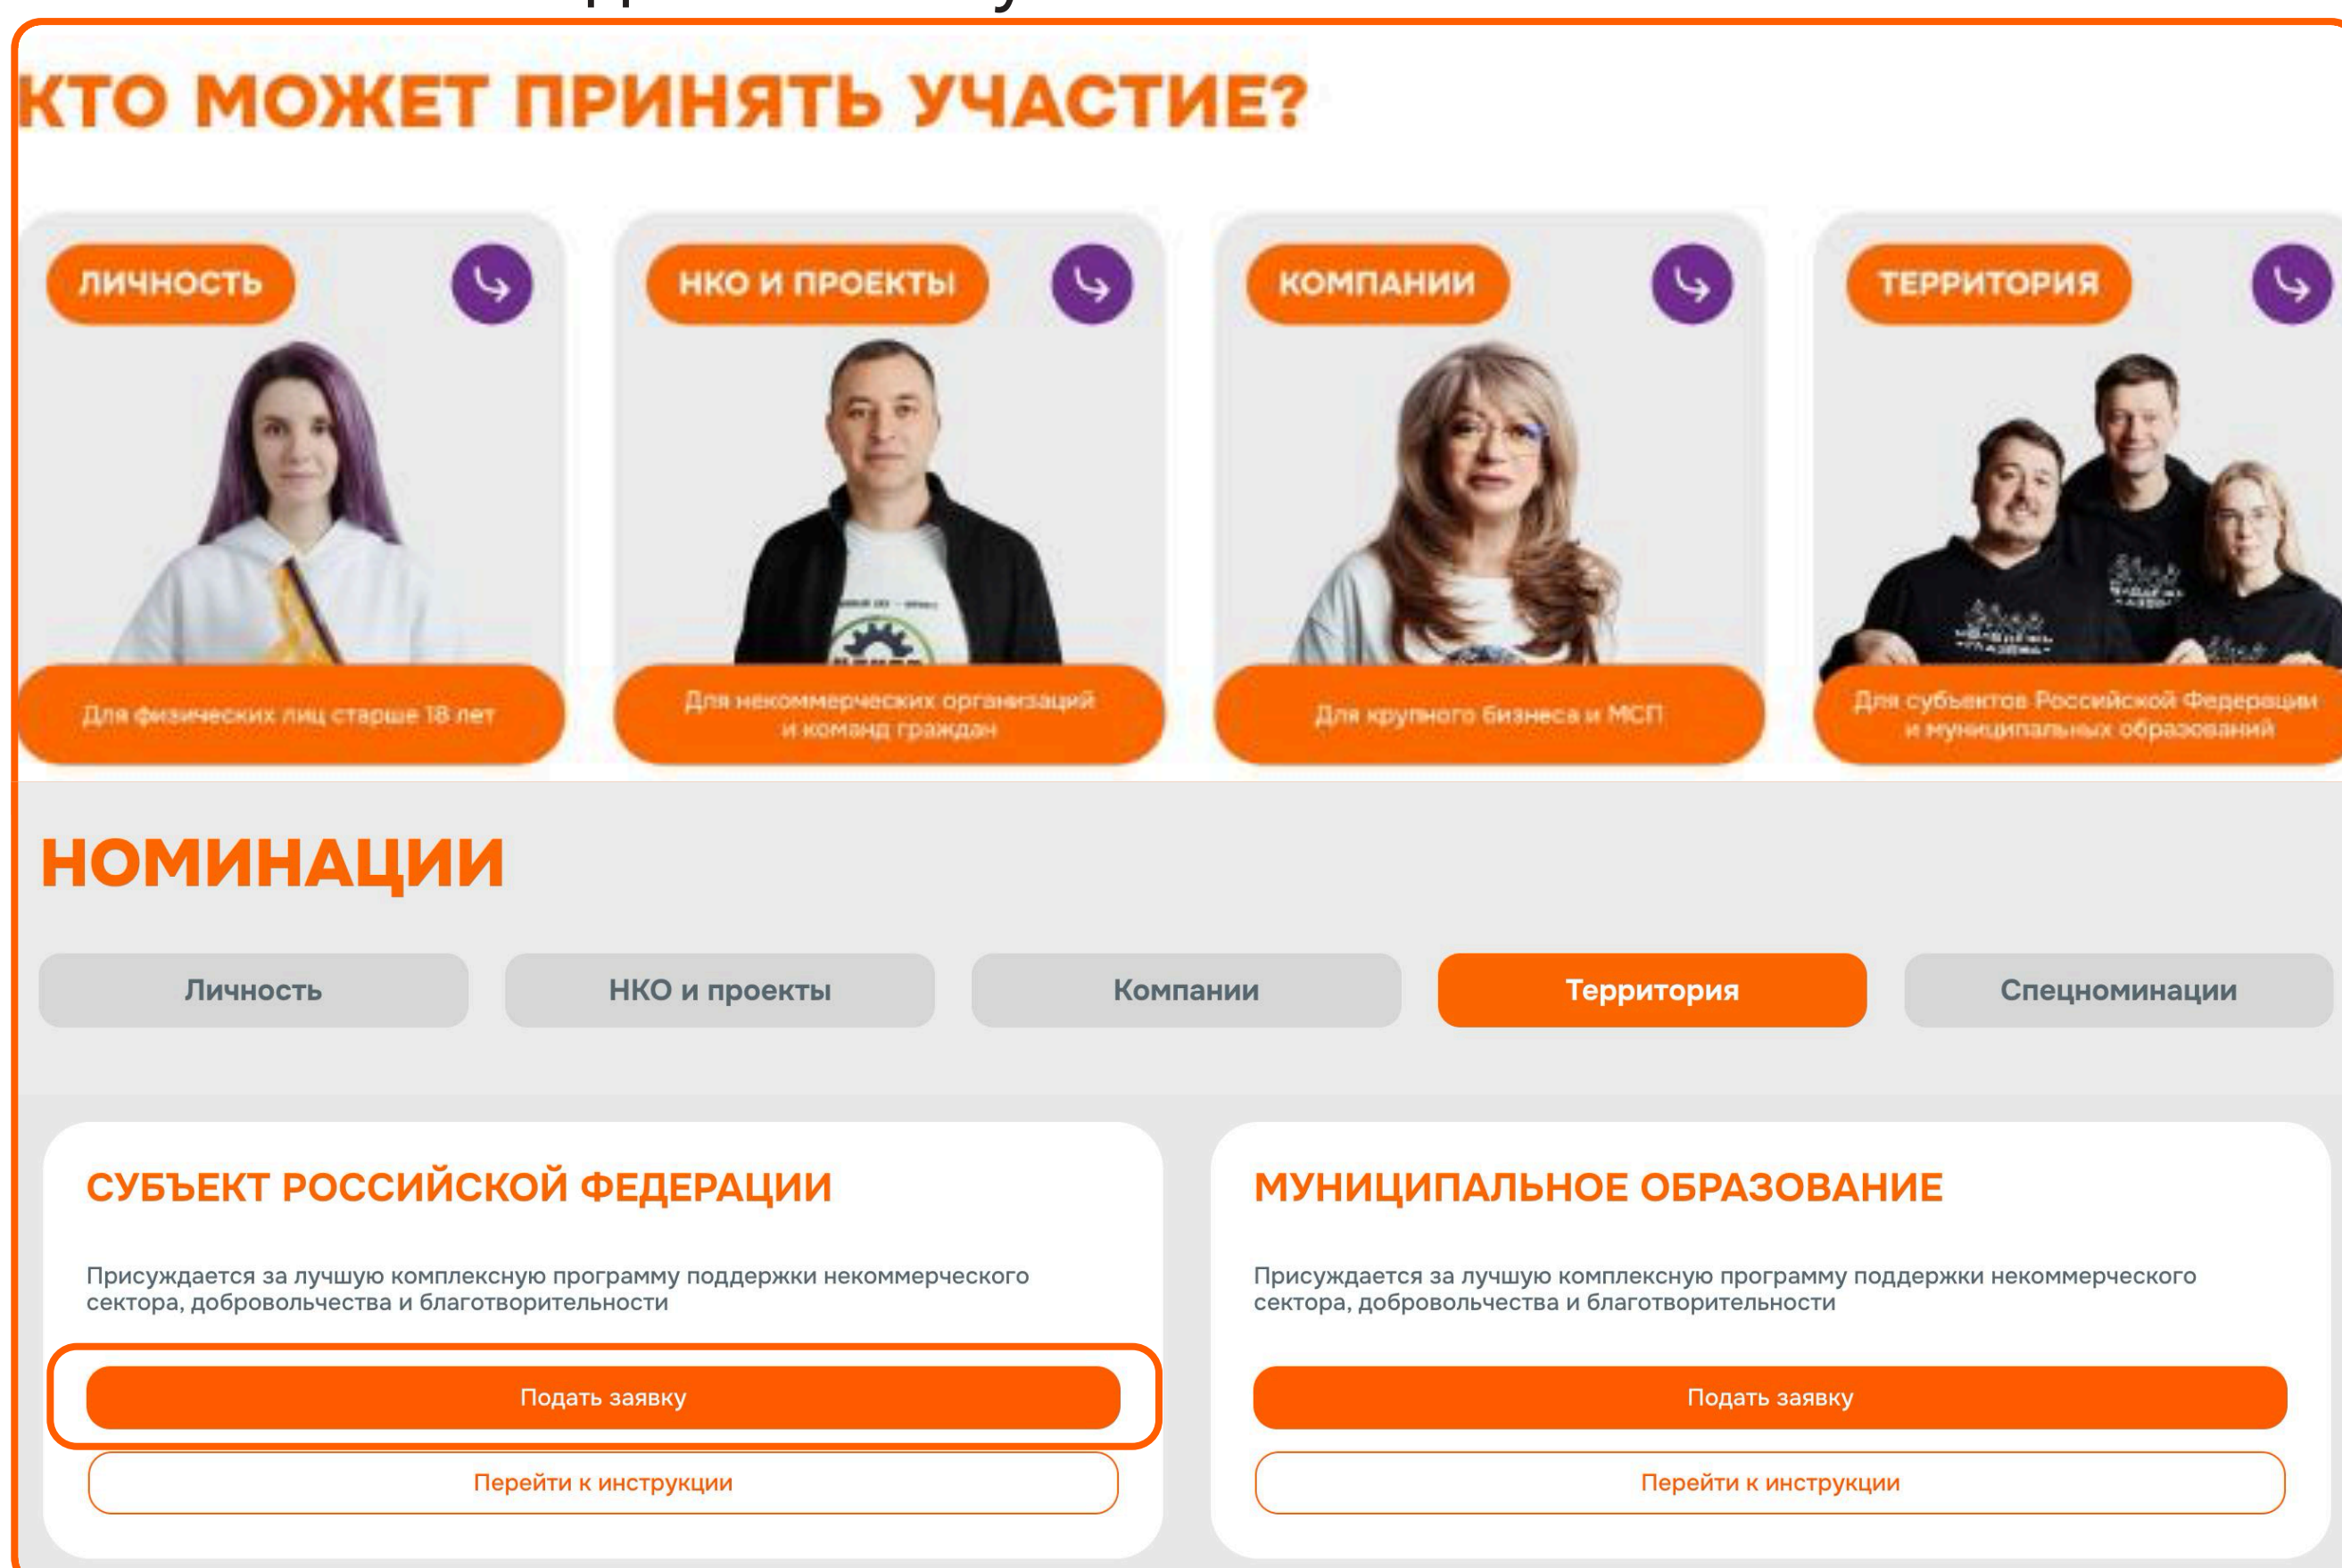 КТО МОЖЕТ ПРИНЯТЬ УЧАСТИЕ?
ЛИЧНОСТЬ
НКО И ПРОЕКТЫ
КОМПАНИИ
ТЕРРИТОРИЯ
Для физических лиц старше 18 лет
Для некоммерческих организаций
и команд граждан
Для крупного бизнеса и МСП
Для субъектов Российской Федерации
и муниципальных образований
НОМИНАЦИИ
Личность
НКО и проекты
Компании
Территория
Спецноминации
СУБЪЕКТ РОССИЙСКОЙ ФЕДЕРАЦИИ
Присуждается за лучшую комплексную программу поддержки некоммерческого
сектора, добровольчества и благотворительности
Подать заявку
Перейти к инструкции
МУНИЦИПАЛЬНОЕ ОБРАЗОВАНИЕ
Присуждается за лучшую комплексную программу поддержки некоммерческого
сектора, добровольчества и благотворительности
Подать заявку
Перейти к инструкции